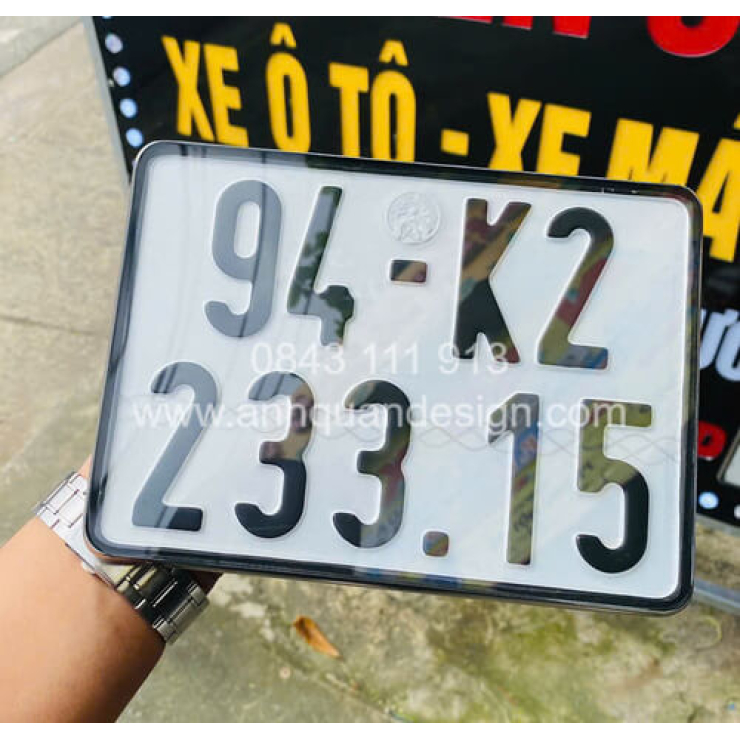 XE Ô TÔ - XE MÁ
94-K2
233.15
0843 111 913
www.anhquandesign.com